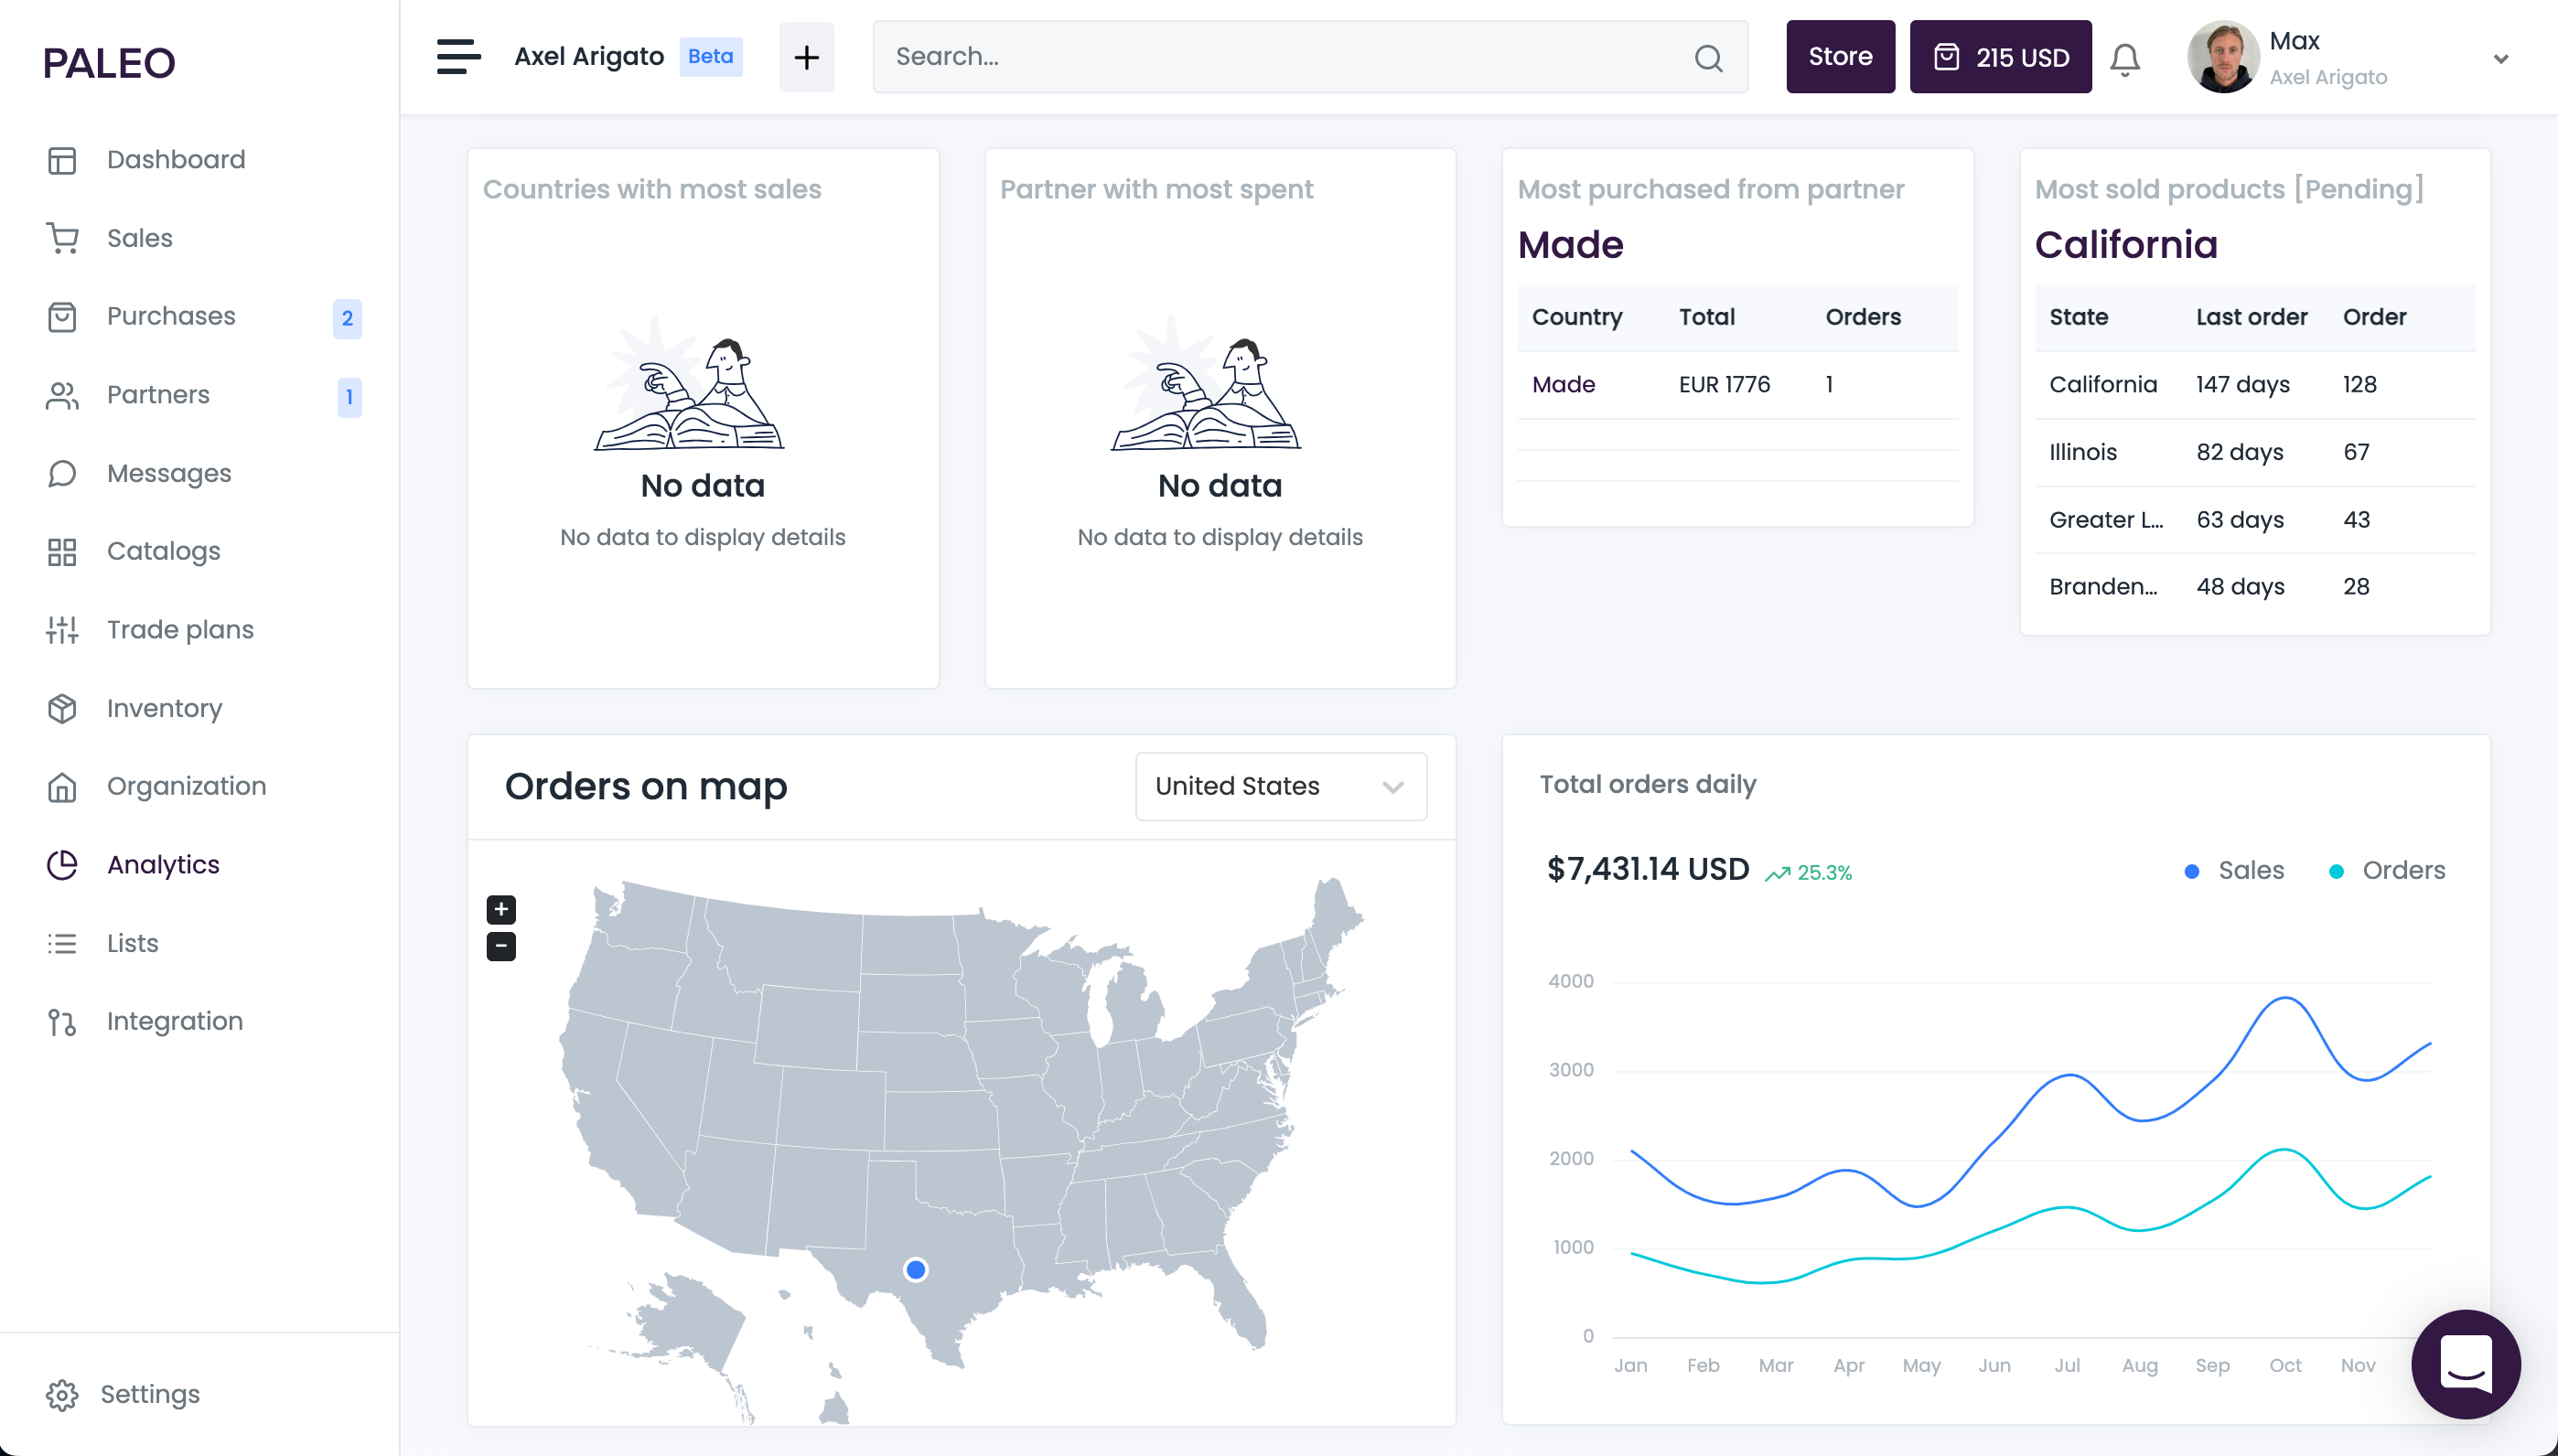 PALEO
Dashboard
Sales
Purchases 2
Partners 1
Messages
Catalogs
Trade plans
Inventory
Organization
Analytics
Lists
Integration
Settings
Axel Arigato Beta
+
Search...
Store
215 USD
Max
Axel Arigato
Countries with most sales
No data
No data to display details
Partner with most spent
No data
No data to display details
Most purchased from partner
Made
Country Total Orders
Made EUR 1776 1
Most sold products [Pending]
California
State Last order Order
California 147 days 128
Illinois 82 days 67
Greater L... 63 days 43
Branden... 48 days 28
Orders on map
United States
+
−
Total orders daily
$7,431.14 USD 25.3%
Sales Orders
4000
3000
2000
1000
0
Jan Feb Mar Apr May Jun Jul Aug Sep Oct Nov